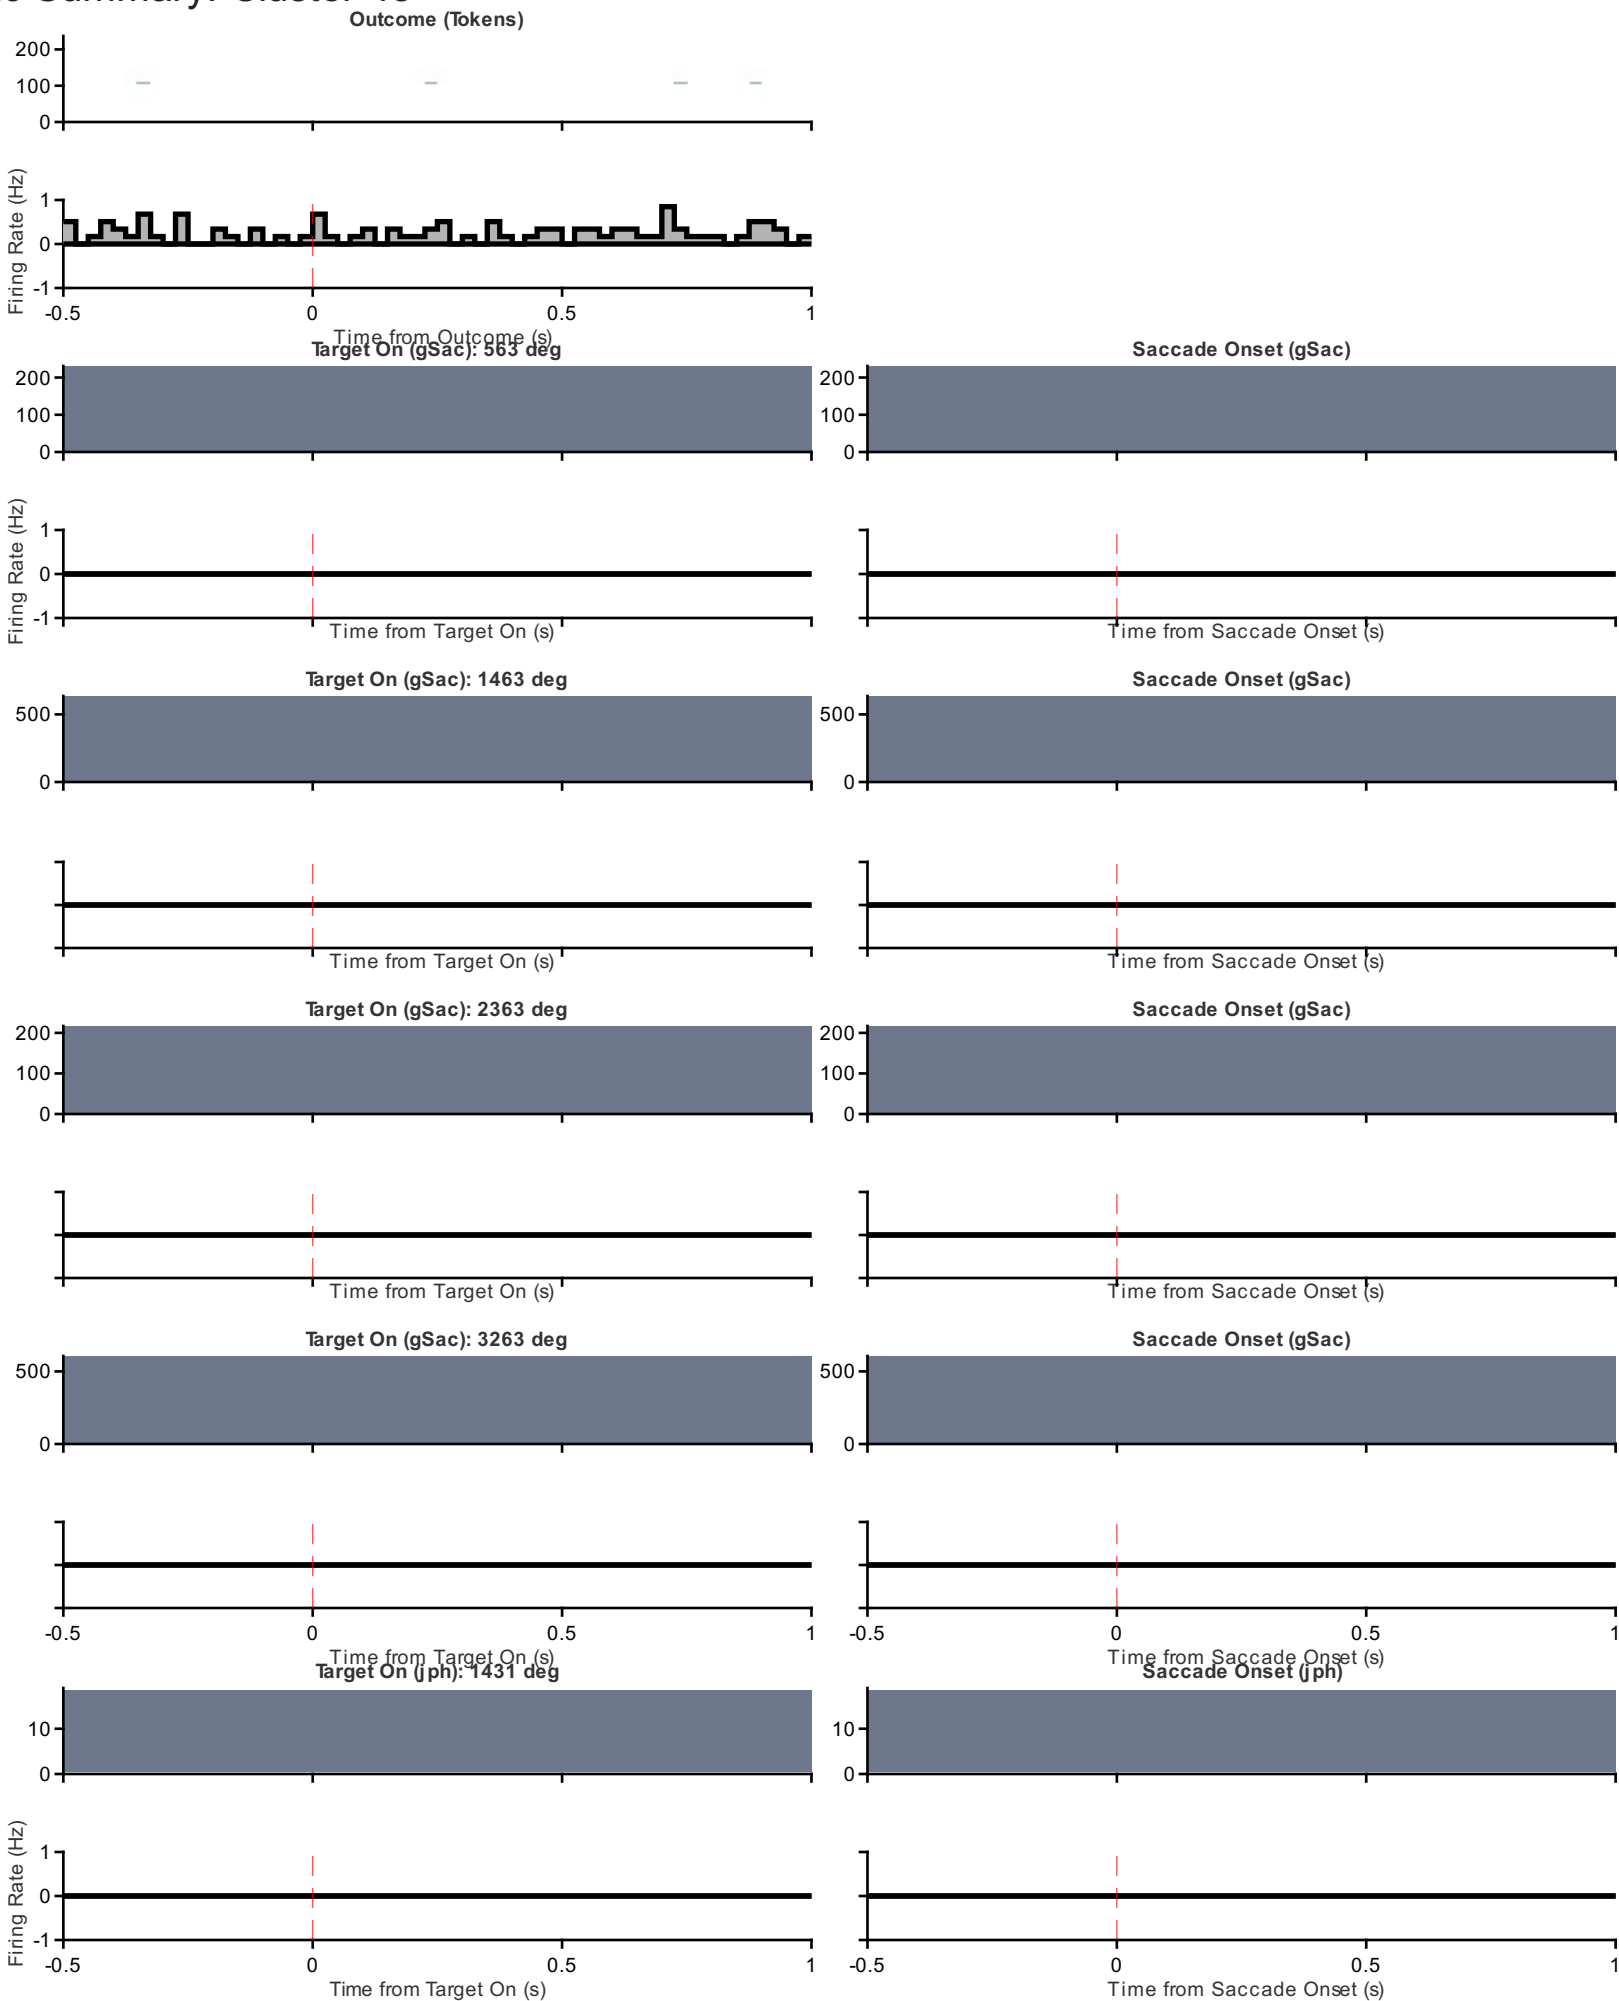 Summary: Cluster
Outcome (Tokens)
200
100
0
Firing Rate (Hz)
1
0
-1
-0.5 0 0.5 1
Time from Outcome (s)
Target On (gSac): 563 deg Saccade Onset (gSac)
200 200
100 100
0 0
Firing Rate (Hz)
1
0
-1
Time from Target On (s) Time from Saccade Onset (s)
Target On (gSac): 1463 deg Saccade Onset (gSac)
500 500
0 0
Time from Target On (s) Time from Saccade Onset (s)
Target On (gSac): 2363 deg Saccade Onset (gSac)
200 200
100 100
0 0
Time from Target On (s) Time from Saccade Onset (s)
Target On (gSac): 3263 deg Saccade Onset (gSac)
500 500
0 0
-0.5 0 0.5 1 -0.5 0 0.5 1
Time from Target On (s) Time from Saccade Onset (s)
Target On (jph): 1431 deg Saccade Onset (jph)
10 10
0 0
Firing Rate (Hz)
1
0
-1
-0.5 0 0.5 1 -0.5 0 0.5 1
Time from Target On (s) Time from Saccade Onset (s)